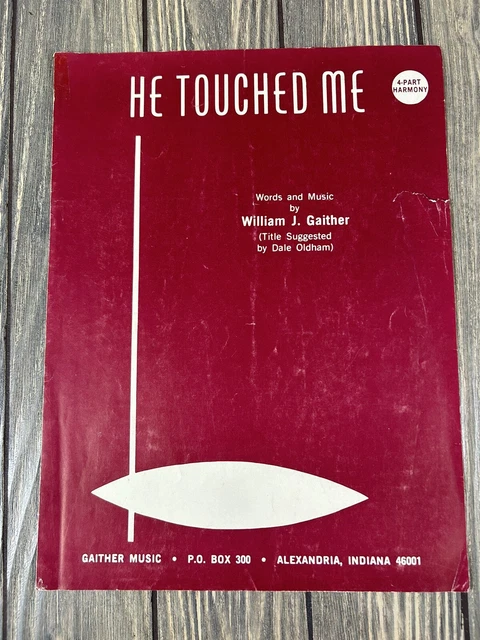 HE TOUCHED ME
4-PART
HARMONY
Words and Music
by
William J. Gaither
(Title Suggested
by Dale Oldham)
GAITHER MUSIC • P.O. BOX 300 • ALEXANDRIA, INDIANA 46001